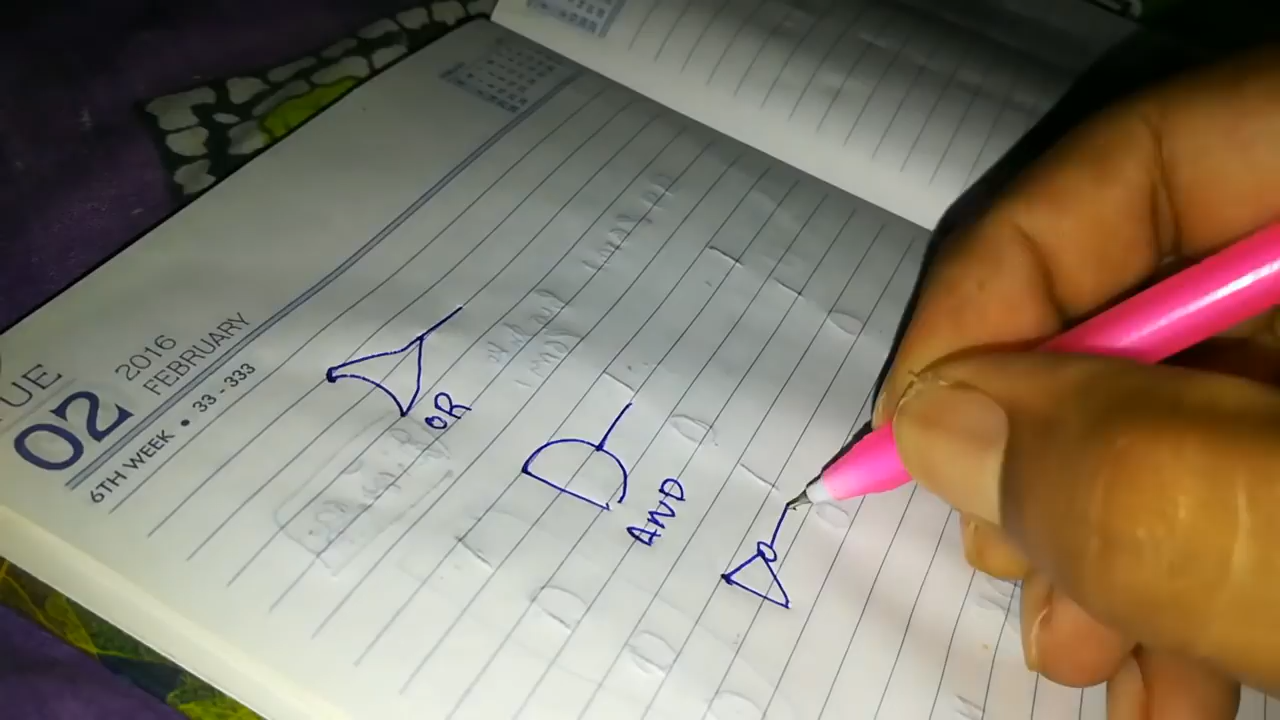 TUE
02
2016
FEBRUARY
6TH WEEK • 33 - 333
OR
AND